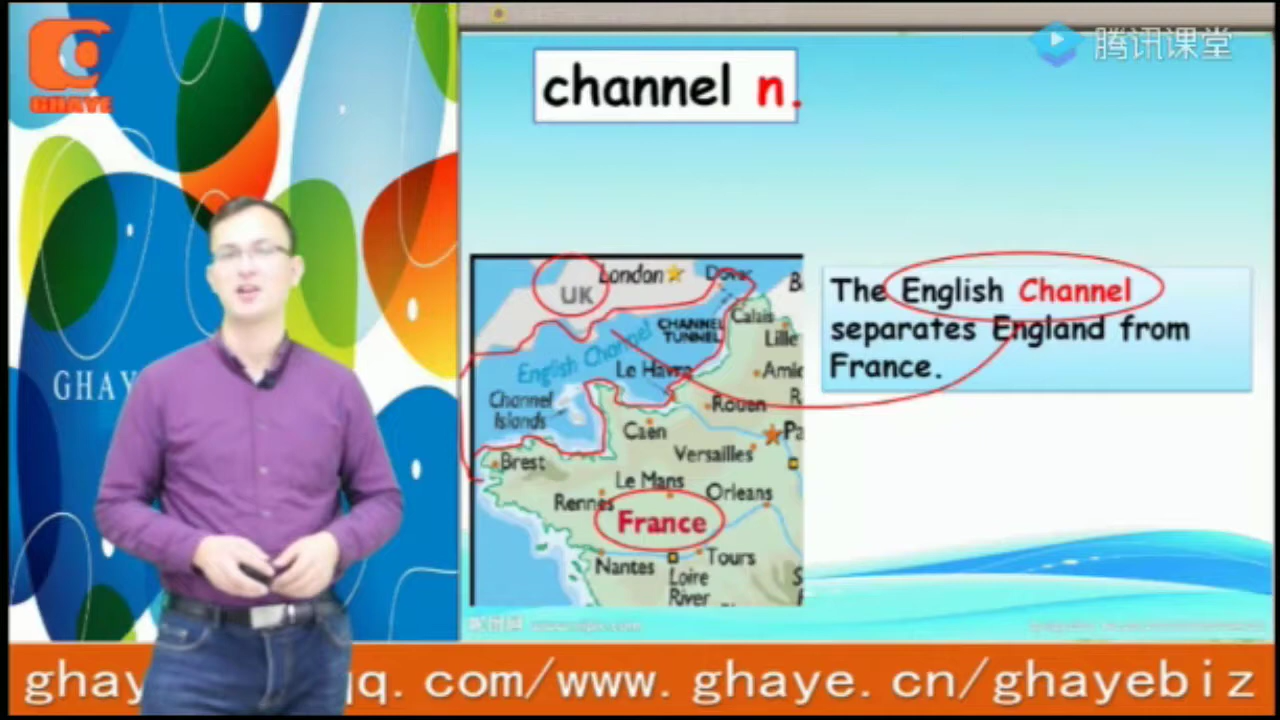 GHAYE
腾讯课堂
channel n.
The English Channel
separates England from
France.
UK
London
Dover
CHANNEL
TUNNEL
Calais
Lille
English Channel
Le Havre
Channel
Islands
Rouen
Caen
Versailles
Brest
Le Mans
Rennes
Orleans
France
Nantes
Tours
Loire
River
GHAY
ghay
qq.com/www.ghaye.cn/ghayebiz